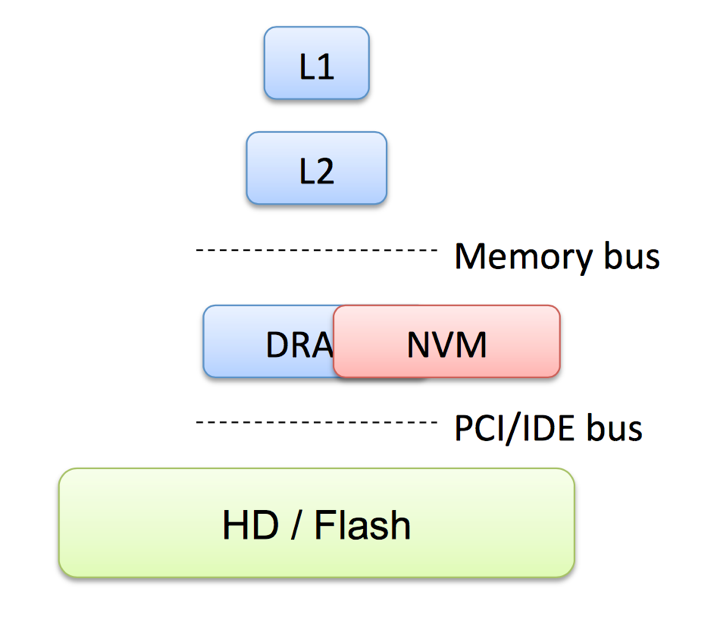 L1
L2
Memory bus
DRA
NVM
PCI/IDE bus
HD / Flash